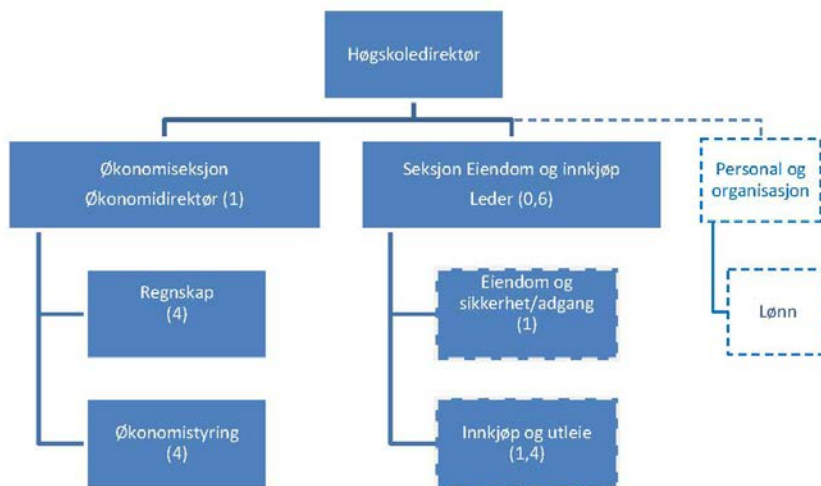 Høgskoledirektør
Økonomiseksjon
Økonomidirektør (1)
Seksjon Eiendom og innkjøp
Leder (0,6)
Personal og
organisasjon
Regnskap
(4)
Eiendom og
sikkerhet/adgang
(1)
Lønn
Økonomistyring
(4)
Innkjøp og utleie
(1,4)